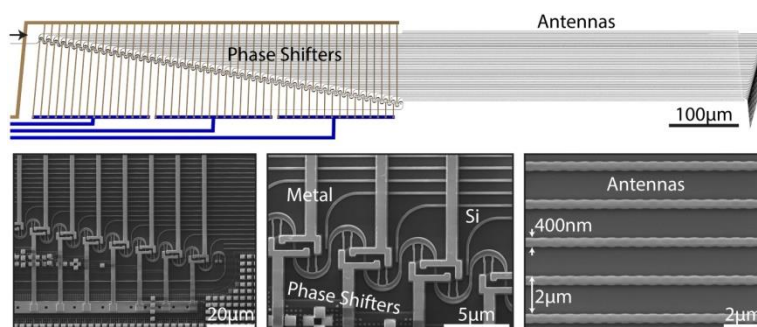 Antennas
Phase Shifters
100µm
Metal
Si
Phase Shifters
20µm
5µm
Antennas
400nm
2µm
2µm